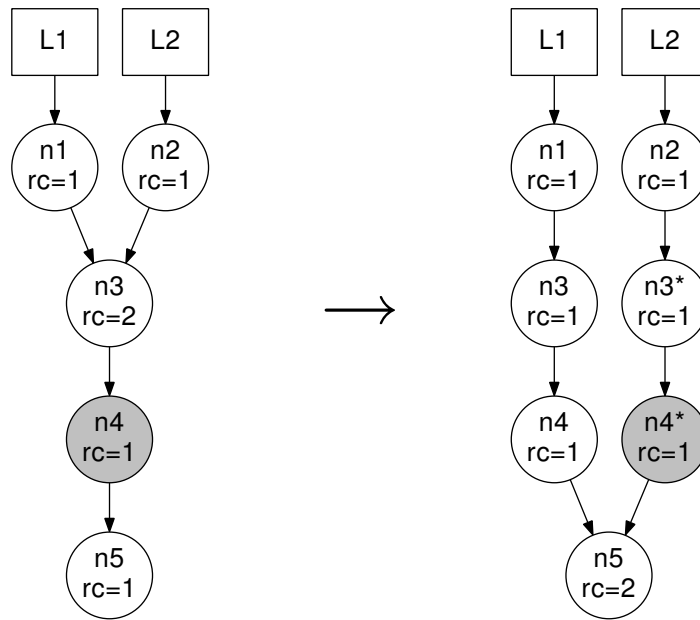 L1
L2
n1
rc=1
n2
rc=1
n3
rc=2
n4
rc=1
n5
rc=1
L1
L2
n1
rc=1
n2
rc=1
n3
rc=1
n3*
rc=1
n4
rc=1
n4*
rc=1
n5
rc=2